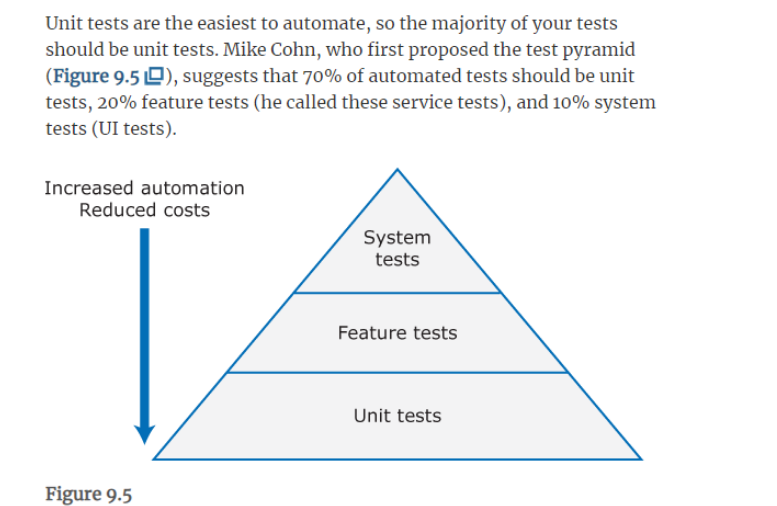 Unit tests are the easiest to automate, so the majority of your tests
should be unit tests. Mike Cohn, who first proposed the test pyramid
(Figure 9.5), suggests that 70% of automated tests should be unit
tests, 20% feature tests (he called these service tests), and 10% system
tests (UI tests).
Increased automation
Reduced costs
System
tests
Feature tests
Unit tests
Figure 9.5